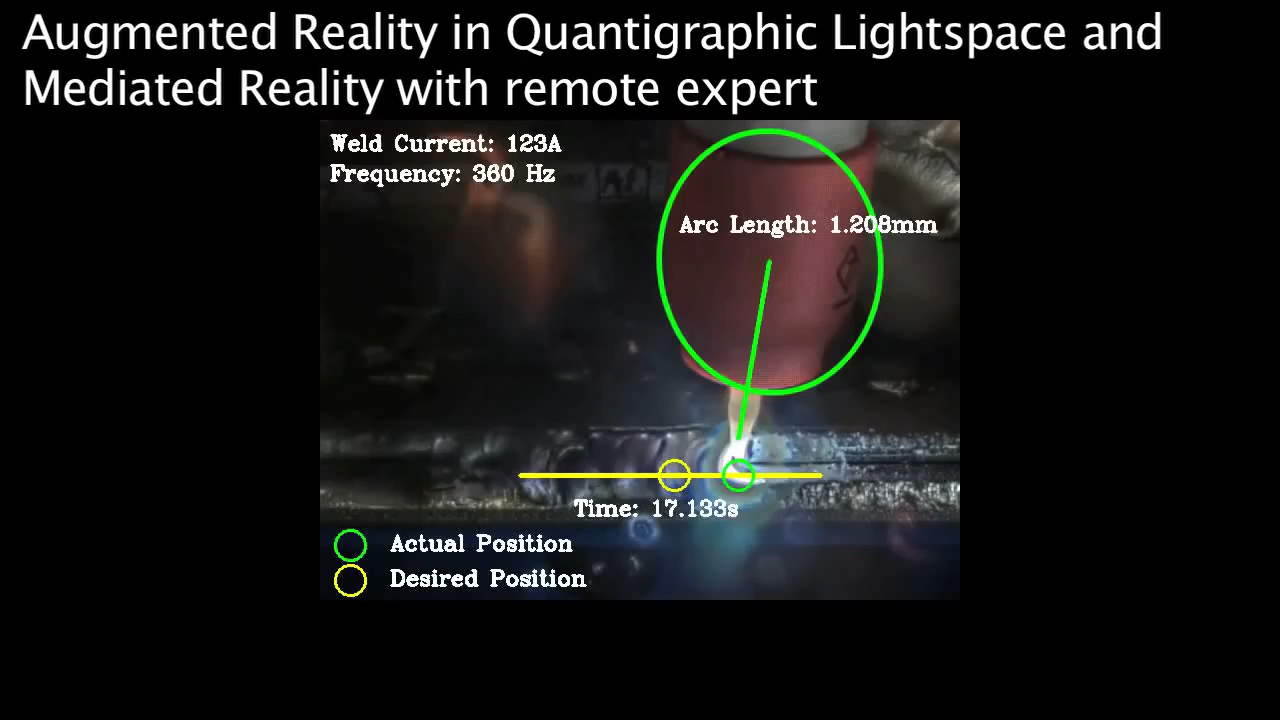 Augmented Reality in Quantigraphic Lightspace and
Mediated Reality with remote expert
Weld Current: 123A
Frequency: 360 Hz
Arc Length: 1.208mm
Time: 17.133s
Actual Position
Desired Position